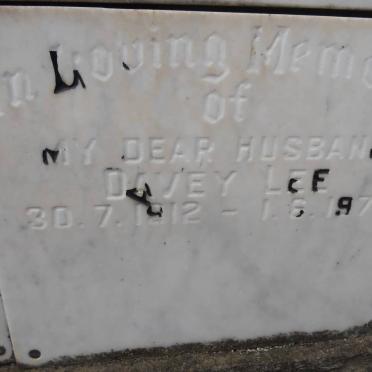 In Loving Memo
of
MY DEAR HUSBAN
DAVEY LEE
30.7.1912 - 1.6.197